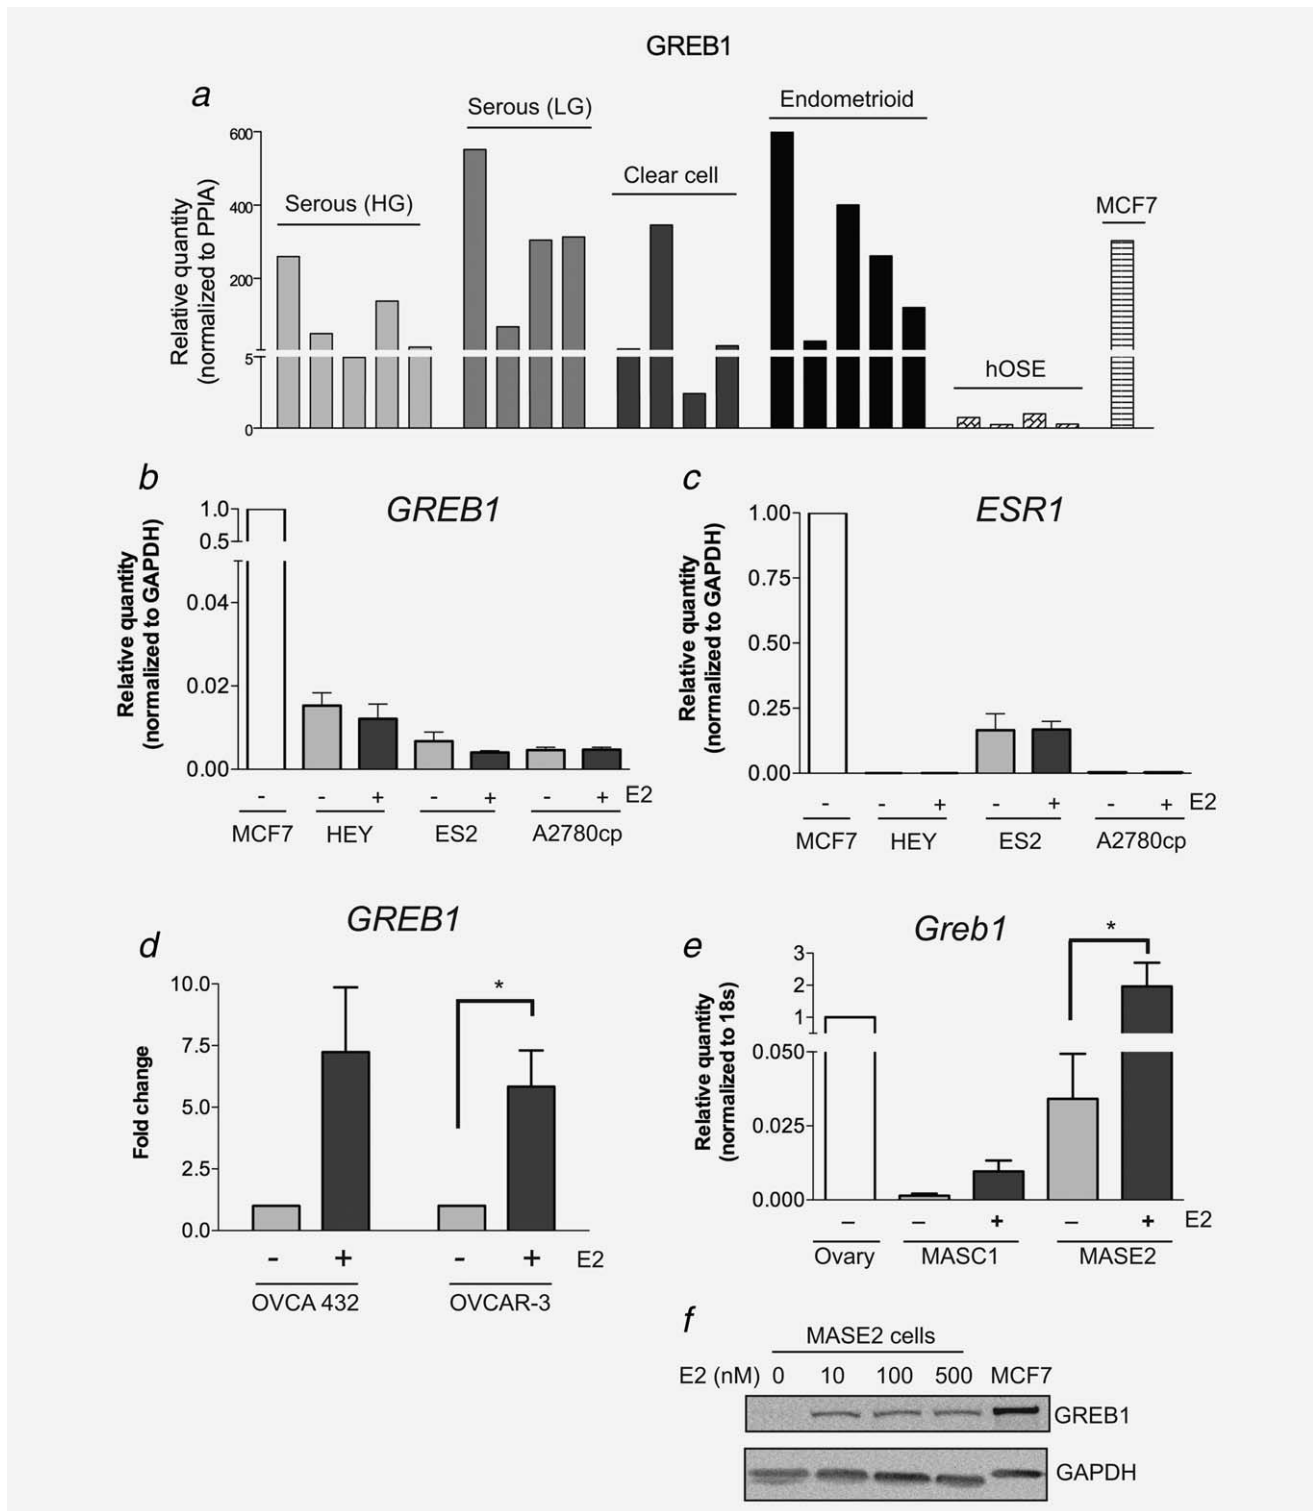 GREB1
a
Serous (HG)
Serous (LG)
Clear cell
Endometrioid
hOSE
MCF7
Relative quantity
(normalized to PPIA)
600
400
200
5
0
b
GREB1
Relative quantity
(normalized to GAPDH)
1.0
0.5
0.04
0.02
0.00
- - + - + - + E2
MCF7 HEY ES2 A2780cp
c
ESR1
Relative quantity
(normalized to GAPDH)
1.00
0.75
0.50
0.25
0.00
- - + - + - + E2
MCF7 HEY ES2 A2780cp
d
GREB1
Fold change
10.0
7.5
5.0
2.5
0.0
*
- + - + E2
OVCA 432 OVCAR-3
e
Greb1
Relative quantity
(normalized to 18s)
3
2
1
0.050
0.025
0.000
*
– – + – + E2
Ovary MASC1 MASE2
f
MASE2 cells
E2 (nM) 0 10 100 500 MCF7
GREB1
GAPDH